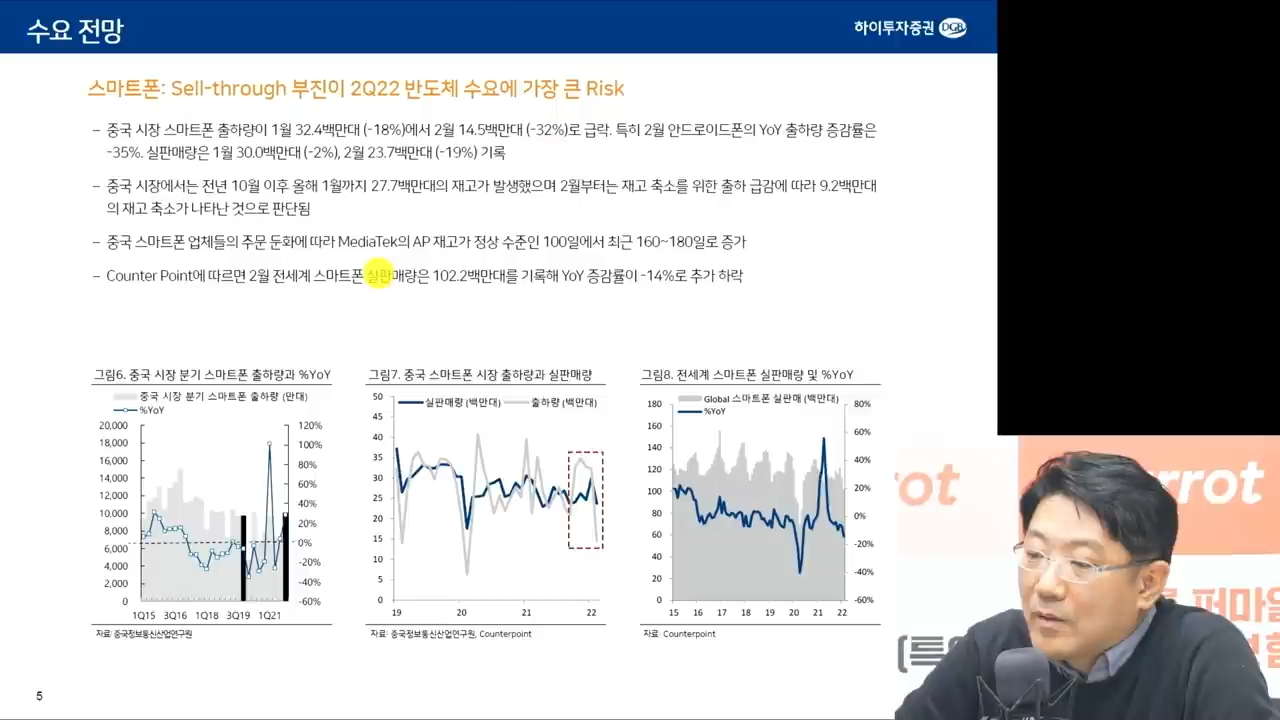 수요 전망
하이투자증권 DGB
스마트폰: Sell-through 부진이 2Q22 반도체 수요에 가장 큰 Risk
– 중국 시장 스마트폰 출하량이 1월 32.4백만대 (-18%)에서 2월 14.5백만대 (-32%)로 급락. 특히 2월 안드로이드폰의 YoY 출하량 증감률은
-35%. 실판매량은 1월 30.0백만대 (-2%), 2월 23.7백만대 (-19%) 기록
– 중국 시장에서는 전년 10월 이후 올해 1월까지 27.7백만대의 재고가 발생했으며 2월부터는 재고 축소를 위한 출하 급감에 따라 9.2백만대
의 재고 축소가 나타난 것으로 판단됨
– 중국 스마트폰 업체들의 주문 둔화에 따라 MediaTek의 AP 재고가 정상 수준인 100일에서 최근 160~180일로 증가
– Counter Point에 따르면 2월 전세계 스마트폰 실판매량은 102.2백만대를 기록해 YoY 증감률이 -14%로 추가 하락
그림6. 중국 시장 분기 스마트폰 출하량과 %YoY
중국 시장 분기 스마트폰 출하량 (만대)
%YoY
20,000 120%
18,000 100%
16,000 80%
14,000 60%
12,000 40%
10,000 20%
8,000 0%
6,000 -20%
4,000 -40%
2,000 -60%
0
1Q15 3Q16 1Q18 3Q19 1Q21
자료: 중국정보통신산업연구원
그림7. 중국 스마트폰 시장 출하량과 실판매량
실판매량 (백만대) 출하량 (백만대)
50
45
40
35
30
25
20
15
10
5
0
19 20 21 22
자료: 중국정보통신산업연구원, Counterpoint
그림8. 전세계 스마트폰 실판매량 및 %YoY
Global 스마트폰 실판매 (백만대)
%YoY
180 80%
160 60%
140 40%
120 20%
100 0%
80 -20%
60 -40%
40 -60%
20
0
15 16 17 18 19 20 21 22
자료: Counterpoint
5
rot
rrot
퍼마일
(특
험